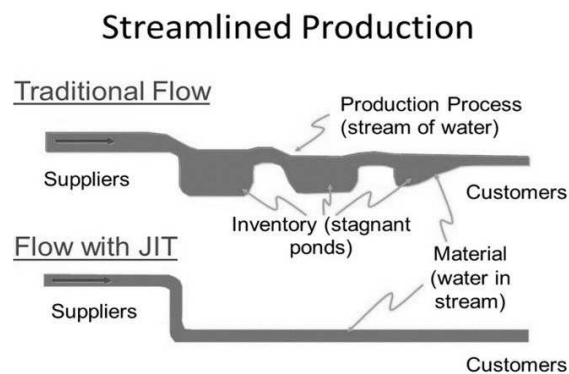 Streamlined Production
Traditional Flow
Production Process
(stream of water)
Suppliers
Customers
Inventory (stagnant
ponds)
Flow with JIT
Material
(water in
stream)
Suppliers
Customers